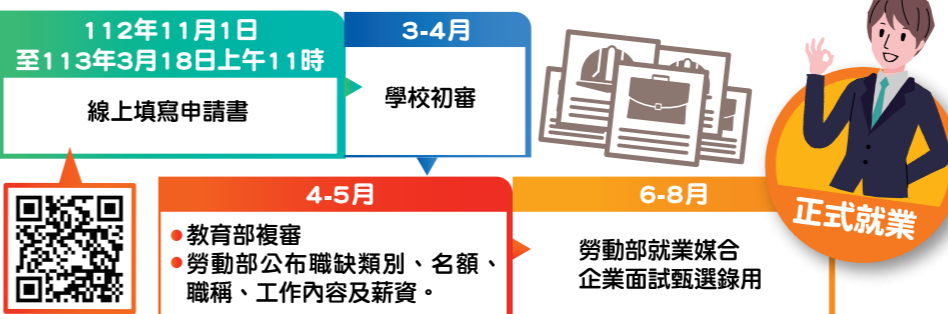 112年11月1日
至113年3月18日上午11時
線上填寫申請書
3-4月
學校初審
4-5月
●教育部複審
●勞動部公布職缺類別、名額、
職稱、工作內容及薪資。
6-8月
勞動部就業媒合
企業面試甄選錄用
正式就業